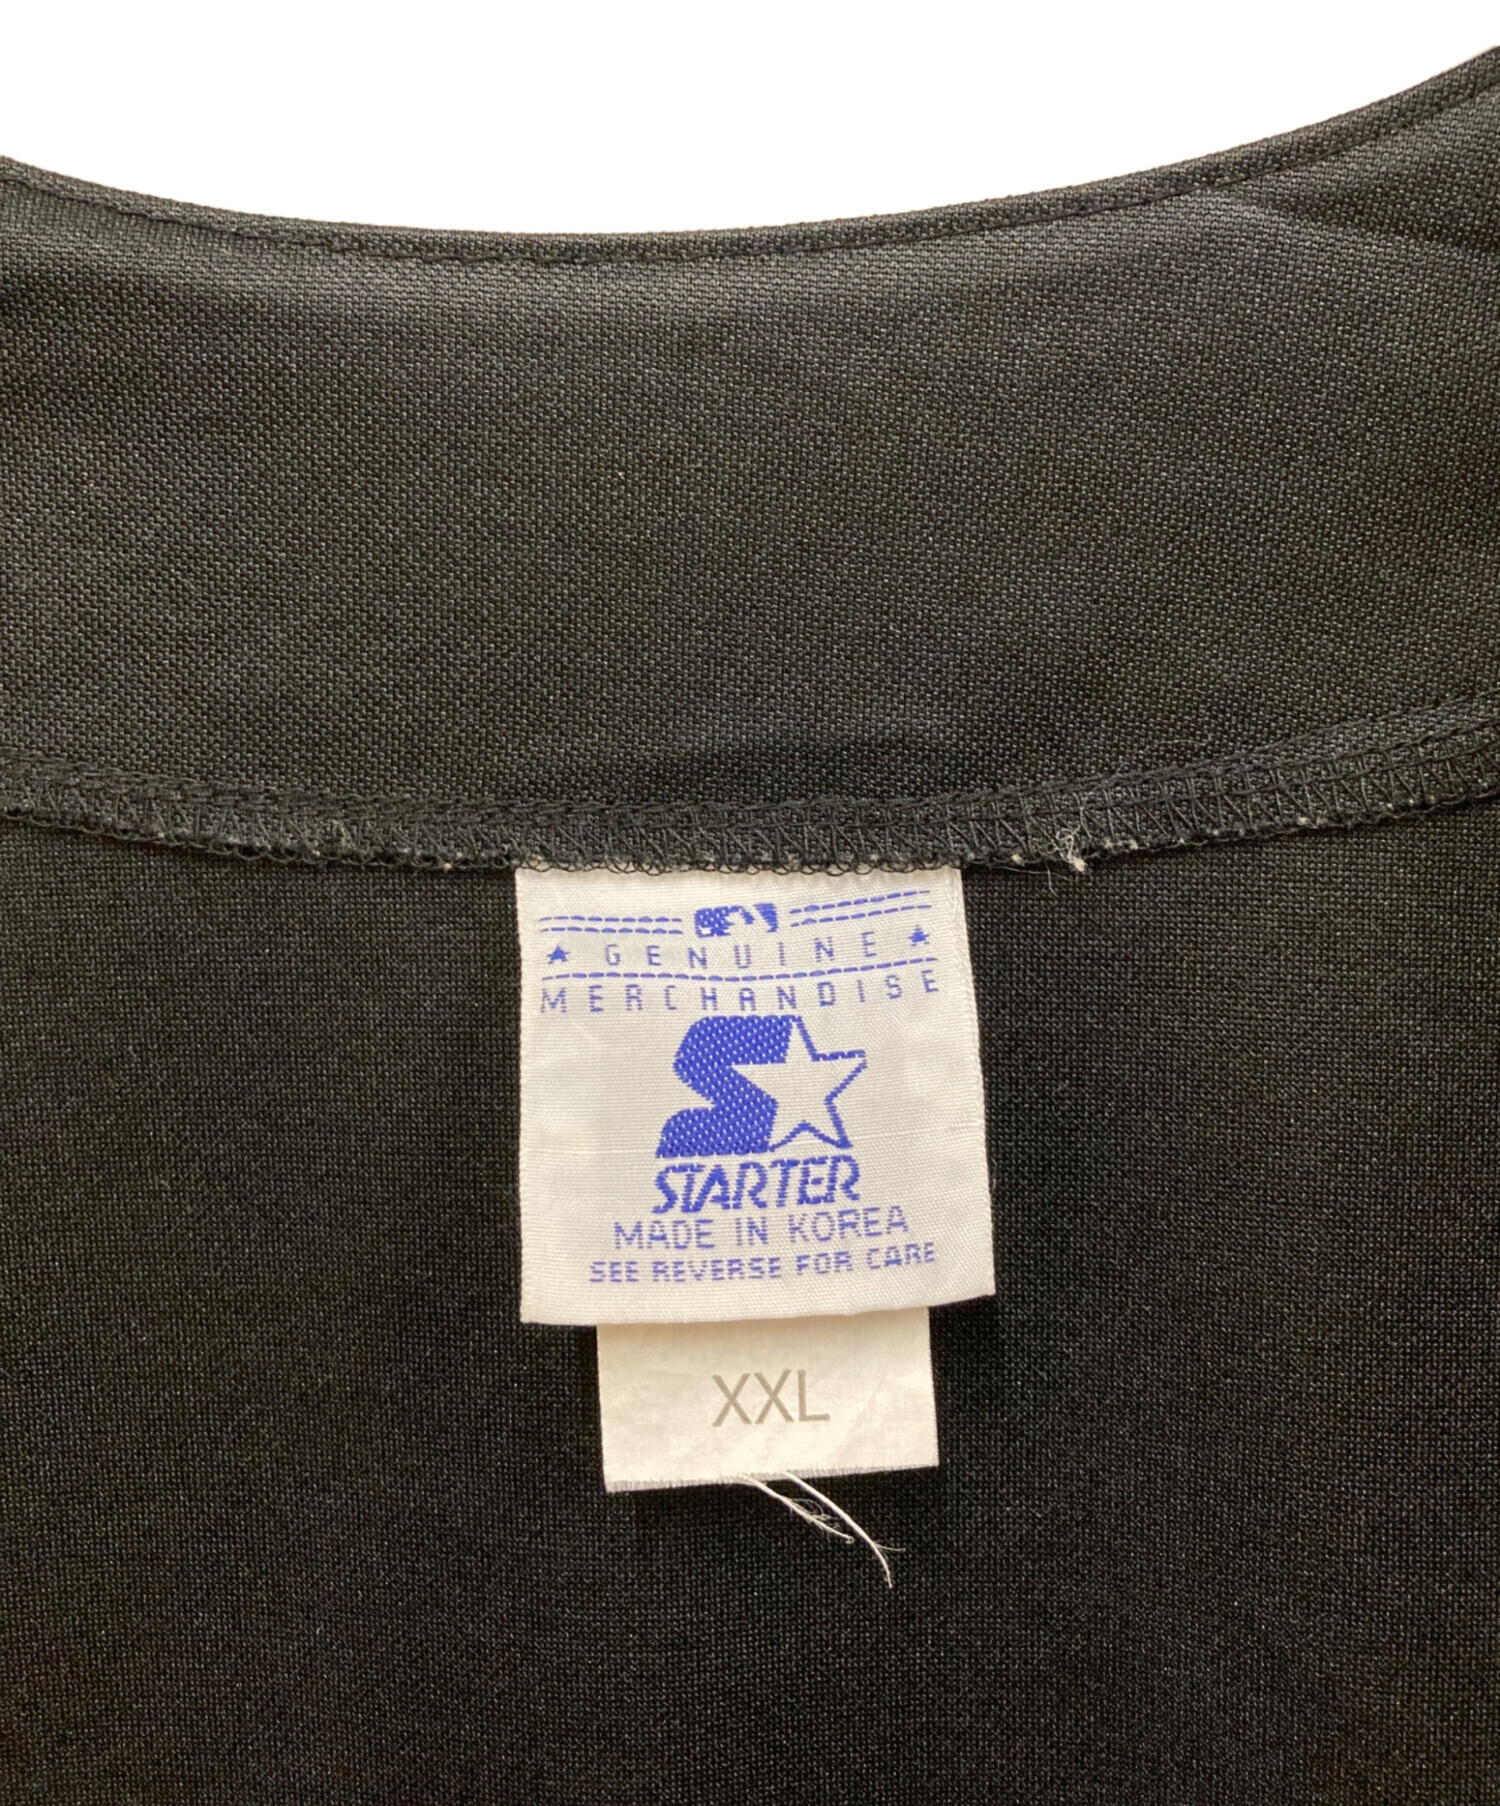 GENUINE
MERCHANDISE
STARTER
MADE IN KOREA
SEE REVERSE FOR CARE
XXL